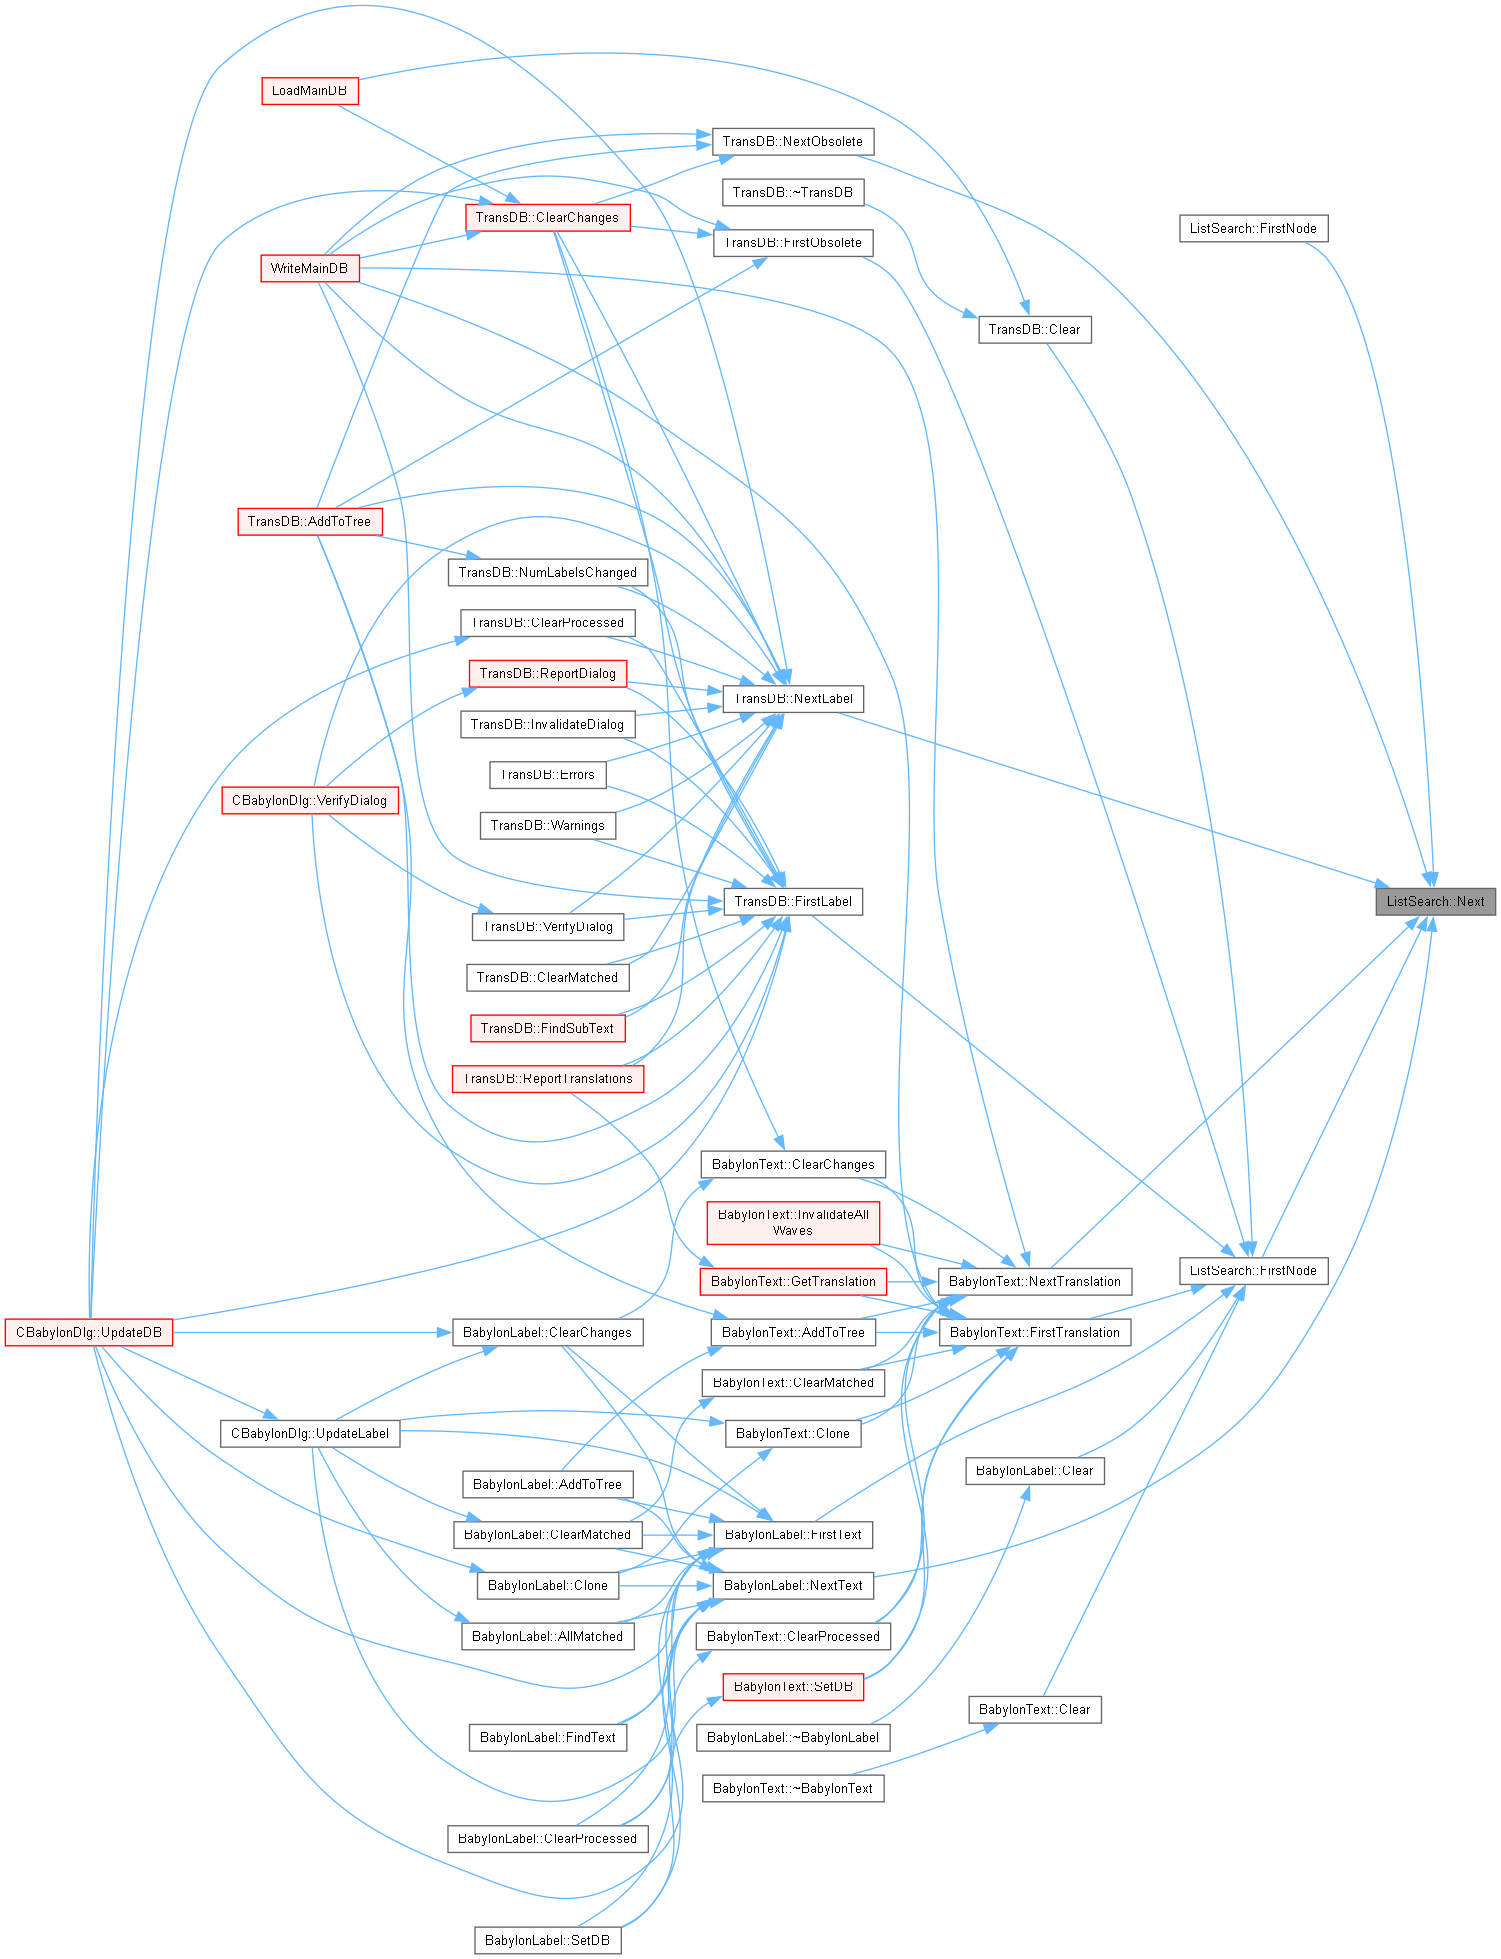 LoadMainDB
TransDB::NextObsolete
TransDB::~TransDB
TransDB::ClearChanges
ListSearch::FirstNode
TransDB::FirstObsolete
WriteMainDB
TransDB::Clear
TransDB::AddToTree
TransDB::NumLabelsChanged
TransDB::ClearProcessed
TransDB::ReportDialog
TransDB::NextLabel
TransDB::InvalidateDialog
TransDB::Errors
CBabylonDlg::VerifyDialog
TransDB::Warnings
TransDB::FirstLabel
ListSearch::Next
TransDB::VerifyDialog
TransDB::ClearMatched
TransDB::FindSubText
TransDB::ReportTranslations
BabylonText::ClearChanges
BabylonText::InvalidateAll
Waves
ListSearch::FirstNode
BabylonText::GetTranslation
BabylonText::NextTranslation
CBabylonDlg::UpdateDB
BabylonLabel::ClearChanges
BabylonText::AddToTree
BabylonText::FirstTranslation
BabylonText::ClearMatched
CBabylonDlg::UpdateLabel
BabylonText::Clone
BabylonLabel::Clear
BabylonLabel::AddToTree
BabylonLabel::ClearMatched
BabylonLabel::FirstText
BabylonLabel::Clone
BabylonLabel::NextText
BabylonLabel::AllMatched
BabylonText::ClearProcessed
BabylonText::SetDB
BabylonText::Clear
BabylonLabel::FindText
BabylonLabel::~BabylonLabel
BabylonText::~BabylonText
BabylonLabel::ClearProcessed
BabylonLabel::SetDB